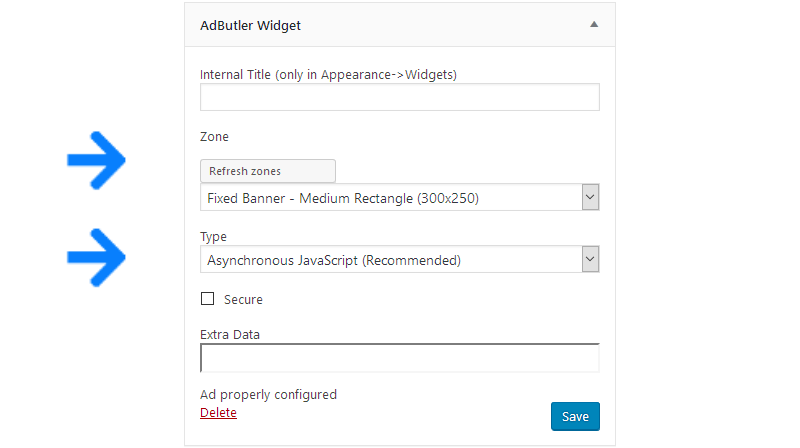 AdButler Widget
Internal Title (only in Appearance->Widgets)
Zone
Refresh zones
Fixed Banner - Medium Rectangle (300x250)
Type
Asynchronous JavaScript (Recommended)
Secure
Extra Data
Ad properly configured
Delete
Save